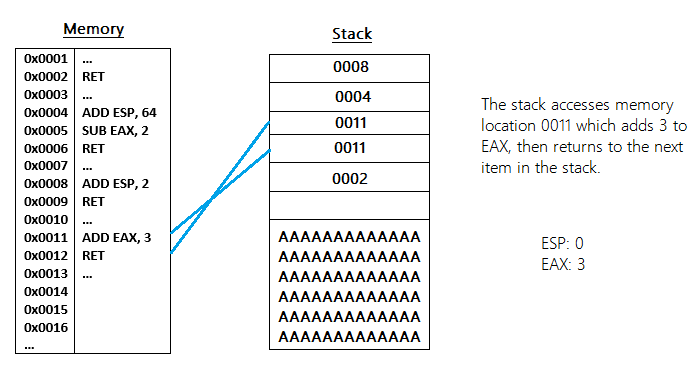 Memory
0x0001 ...
0x0002 RET
0x0003 ...
0x0004 ADD ESP, 64
0x0005 SUB EAX, 2
0x0006 RET
0x0007 ...
0x0008 ADD ESP, 2
0x0009 RET
0x0010 ...
0x0011 ADD EAX, 3
0x0012 RET
0x0013 ...
0x0014
0x0015
0x0016
...
Stack
0008
0004
0011
0011
0002
AAAAAAAAAAAAA
AAAAAAAAAAAAA
AAAAAAAAAAAAA
AAAAAAAAAAAAA
AAAAAAAAAAAAA
AAAAAAAAAAAAA
The stack accesses memory
location 0011 which adds 3 to
EAX, then returns to the next
item in the stack.
ESP: 0
EAX: 3